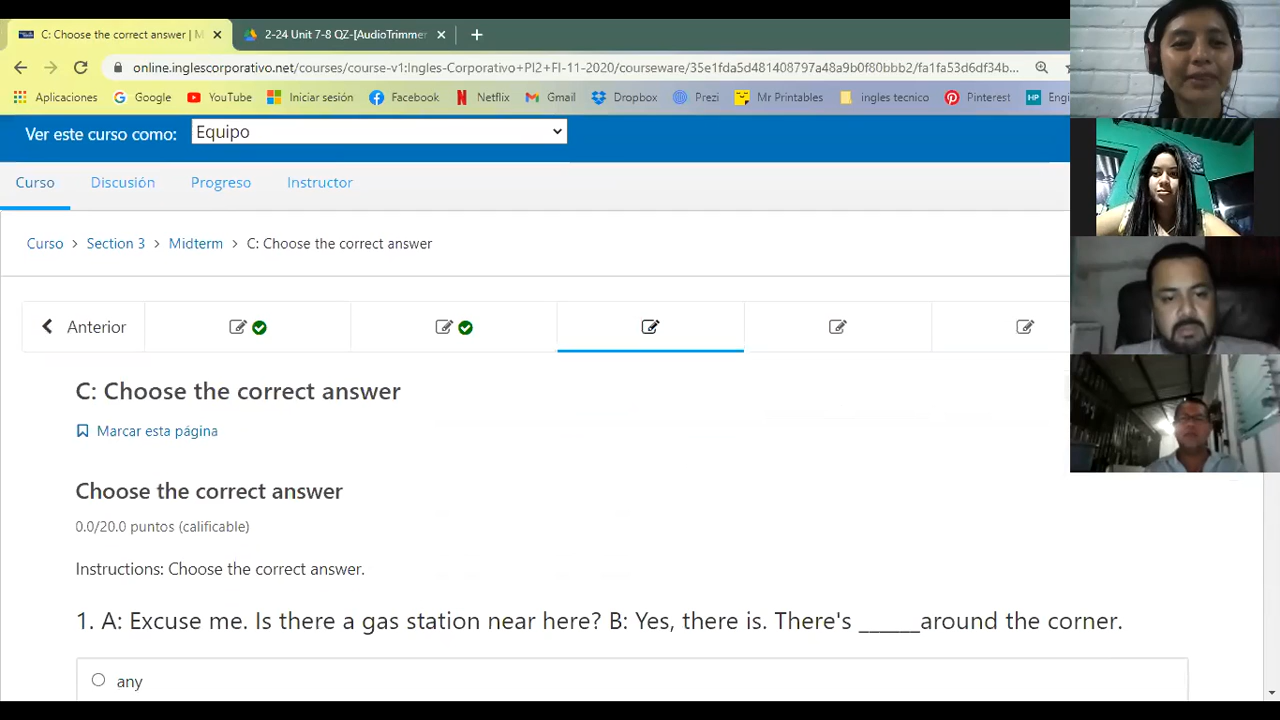 C: Choose the correct answer | M
2-24 Unit 7-8 QZ-[AudioTrimmer
online.inglescorporativo.net/courses/course-v1:Ingles-Corporativo+PI2+FI-11-2020/courseware/35e1fda5d481408797a48a9b0f80bbb2/fa1fa53d6df34b...
Aplicaciones Google YouTube Iniciar sesión Facebook Netflix Gmail Dropbox Prezi Mr Printables ingles tecnico Pinterest HP Eng
Ver este curso como: Equipo
Curso Discusión Progreso Instructor
Curso > Section 3 > Midterm > C: Choose the correct answer
Anterior
C: Choose the correct answer
Marcar esta página
Choose the correct answer
0.0/20.0 puntos (calificable)
Instructions: Choose the correct answer.
1. A: Excuse me. Is there a gas station near here? B: Yes, there is. There's ______around the corner.
any